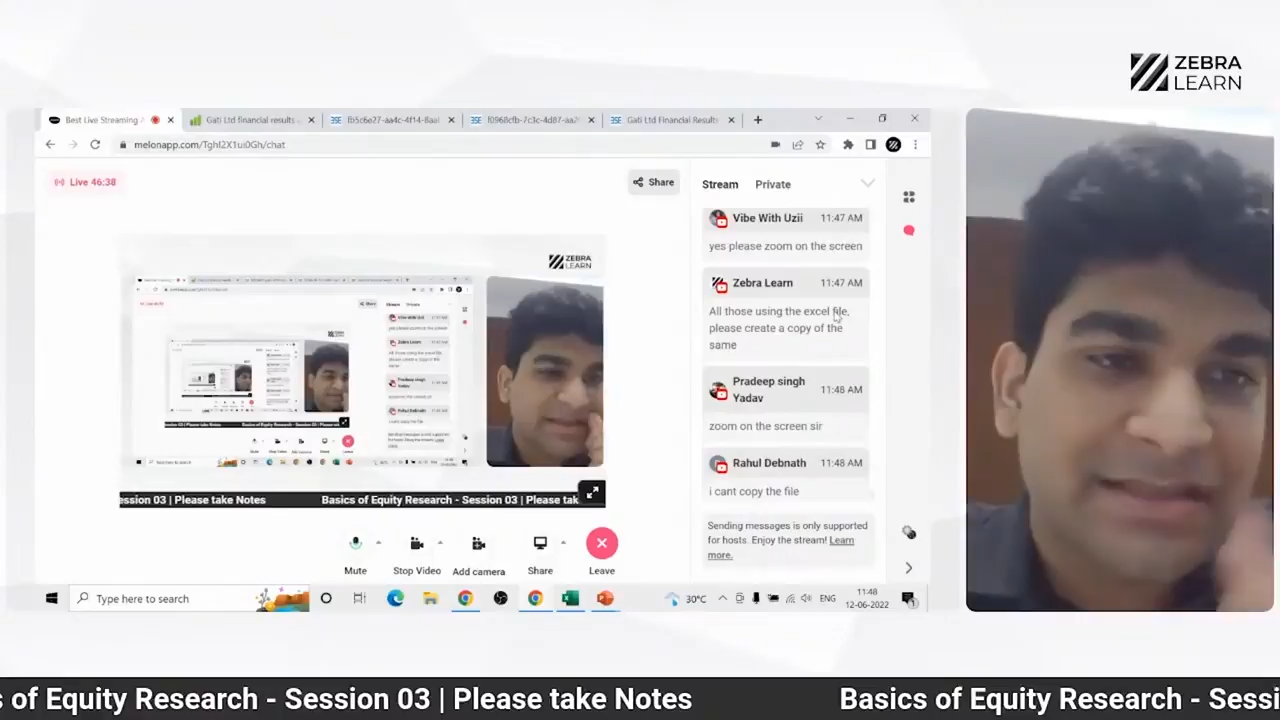 ZEBRA
LEARN
Best Live Streaming
Gati Ltd financial results -
Gati Ltd Financial Results
melonapp.com/TghI2X1ui0Gh/chat
Live 46:38
Share
Stream Private
Vibe With Uzii 11:47 AM
yes please zoom on the screen
Zebra Learn 11:47 AM
All those using the excel file,
please create a copy of the
same
Pradeep singh
Yadav 11:48 AM
zoom on the screen sir
Rahul Debnath 11:48 AM
i cant copy the file
Sending messages is only supported
for hosts. Enjoy the stream! Learn
more.
ZEBRA
LEARN
ession 03 | Please take Notes Basics of Equity Research - Session 03 | Please tak
Mute Stop Video Add camera Share Leave
Type here to search
30°C
ENG
11:48
12-06-2022
s of Equity Research - Session 03 | Please take Notes Basics of Equity Research - Sessi